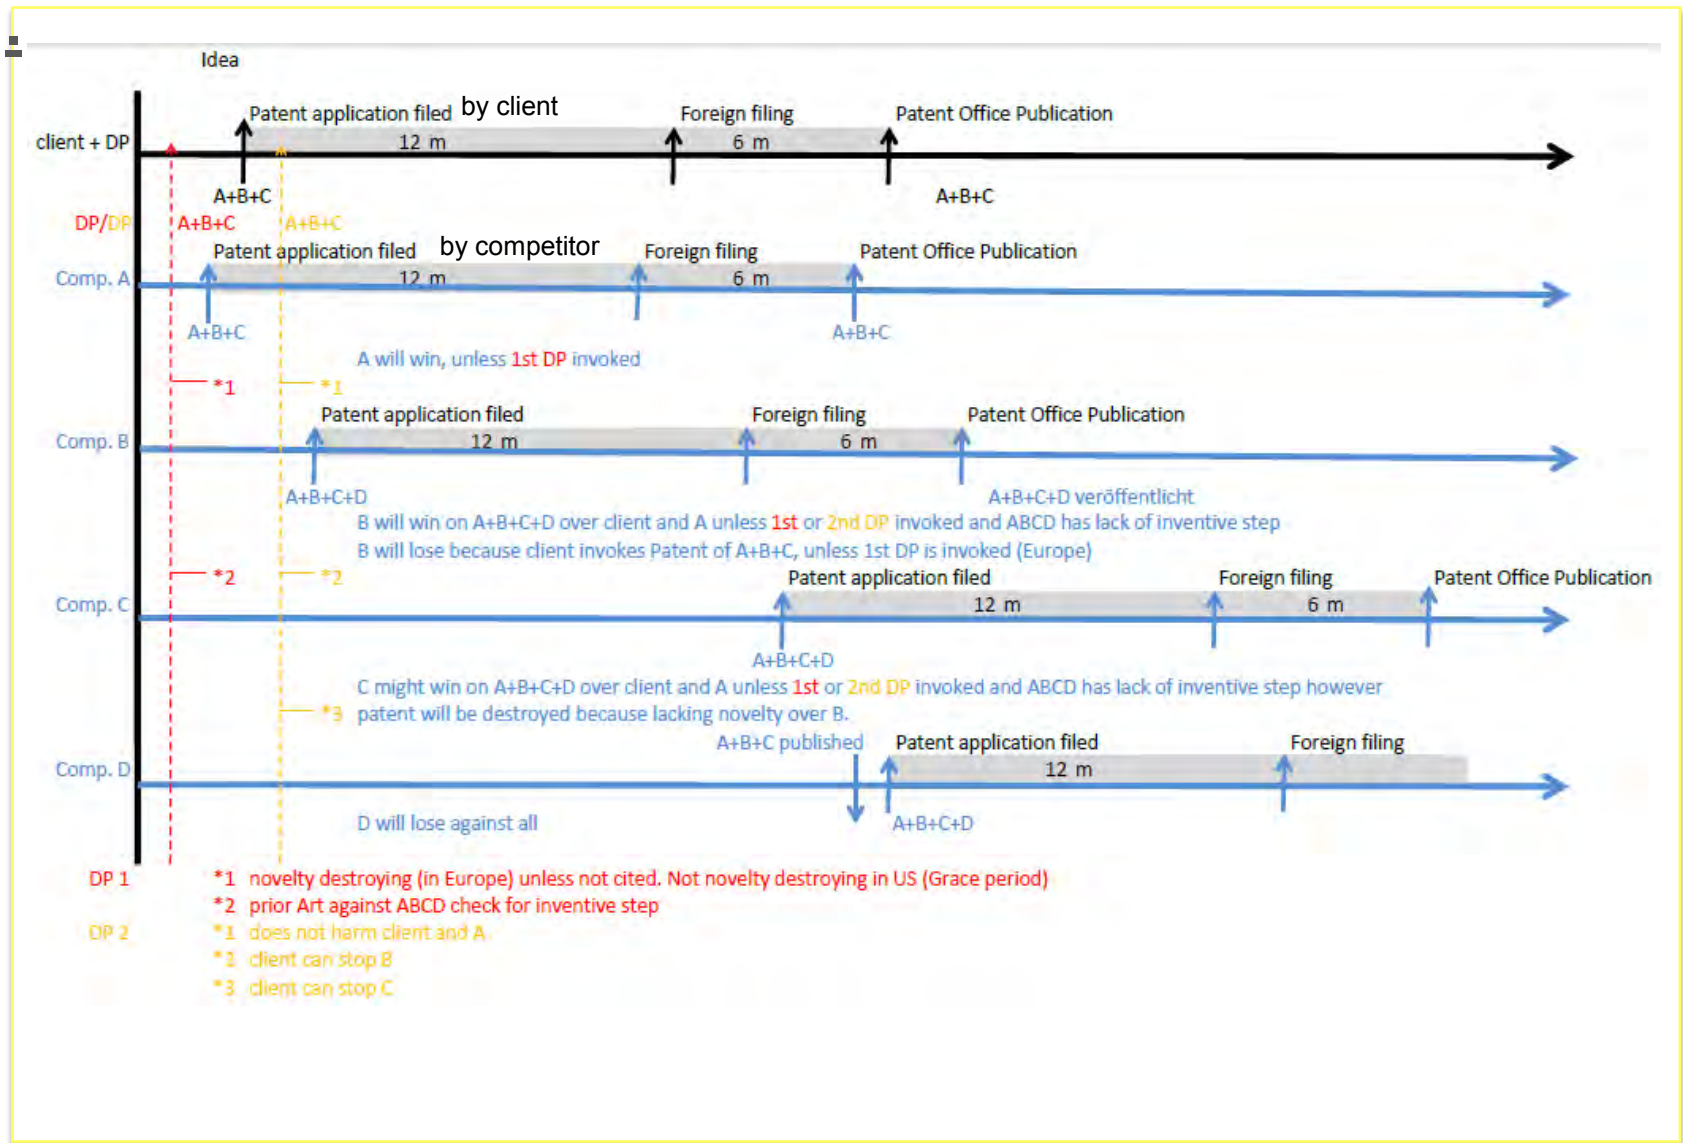 Idea
Patent application filed by client Foreign filing Patent Office Publication
client + DP 12 m 6 m
A+B+C A+B+C
DP/DP A+B+C A+B+C
Patent application filed by competitor Foreign filing Patent Office Publication
Comp. A 12 m 6 m
A+B+C A+B+C
A will win, unless 1st DP invoked
*1 *1
Patent application filed Foreign filing Patent Office Publication
Comp. B 12 m 6 m
A+B+C+D A+B+C+D veröffentlicht
B will win on A+B+C+D over client and A unless 1st or 2nd DP invoked and ABCD has lack of inventive step
B will lose because client invokes Patent of A+B+C, unless 1st DP is invoked (Europe)
*2 *2
Patent application filed Foreign filing Patent Office Publication
Comp. C 12 m 6 m
A+B+C+D
C might win on A+B+C+D over client and A unless 1st or 2nd DP invoked and ABCD has lack of inventive step however
*3 patent will be destroyed because lacking novelty over B.
A+B+C published Patent application filed Foreign filing
Comp. D 12 m
D will lose against all A+B+C+D
DP 1 *1 novelty destroying (in Europe) unless not cited. Not novelty destroying in US (Grace period)
*2 prior Art against ABCD check for inventive step
DP 2 *1 does not harm client and A
client can stop B
*3 client can stop C